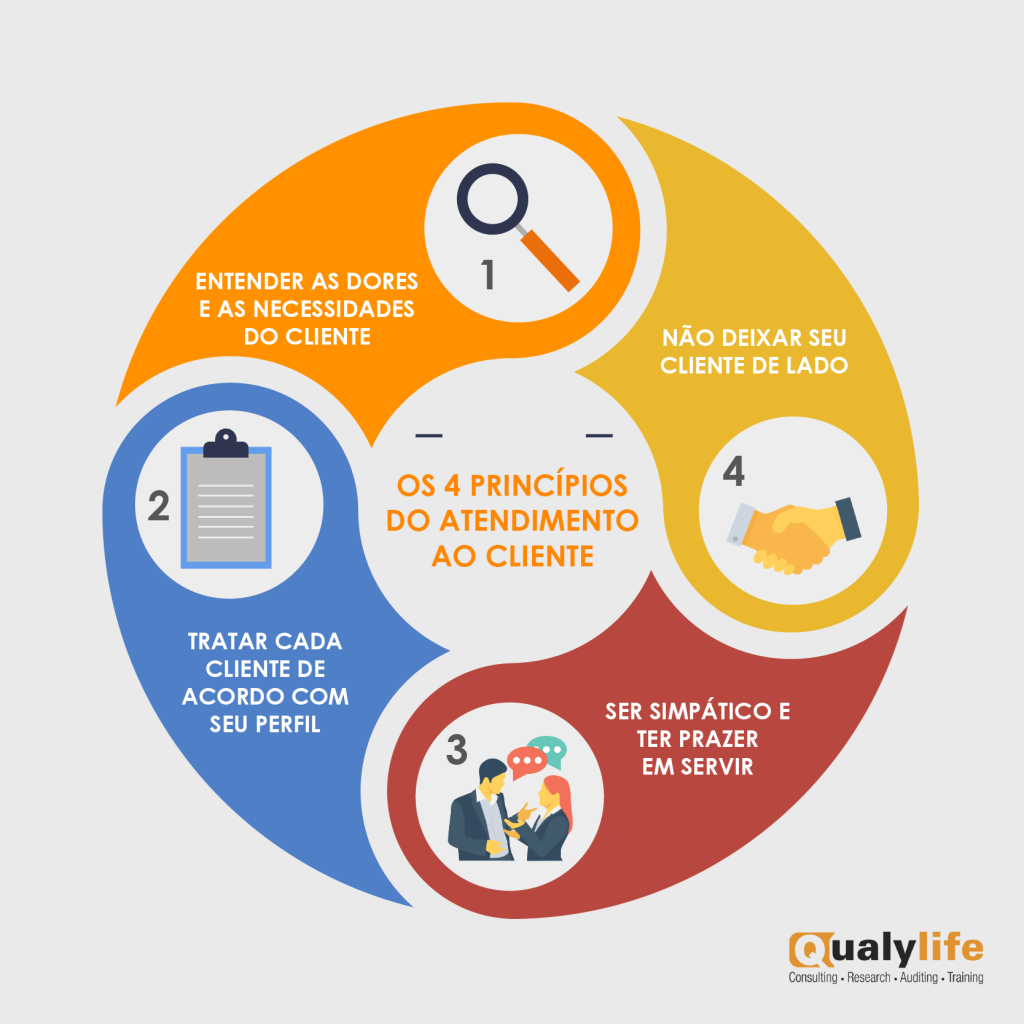 OS 4 PRINCÍPIOS
DO ATENDIMENTO
AO CLIENTE
1
ENTENDER AS DORES
E AS NECESSIDADES
DO CLIENTE
2
TRATAR CADA
CLIENTE DE
ACORDO COM
SEU PERFIL
3
SER SIMPÁTICO E
TER PRAZER
EM SERVIR
4
NÃO DEIXAR SEU
CLIENTE DE LADO
Qualylife
Consulting • Research • Auditing • Training